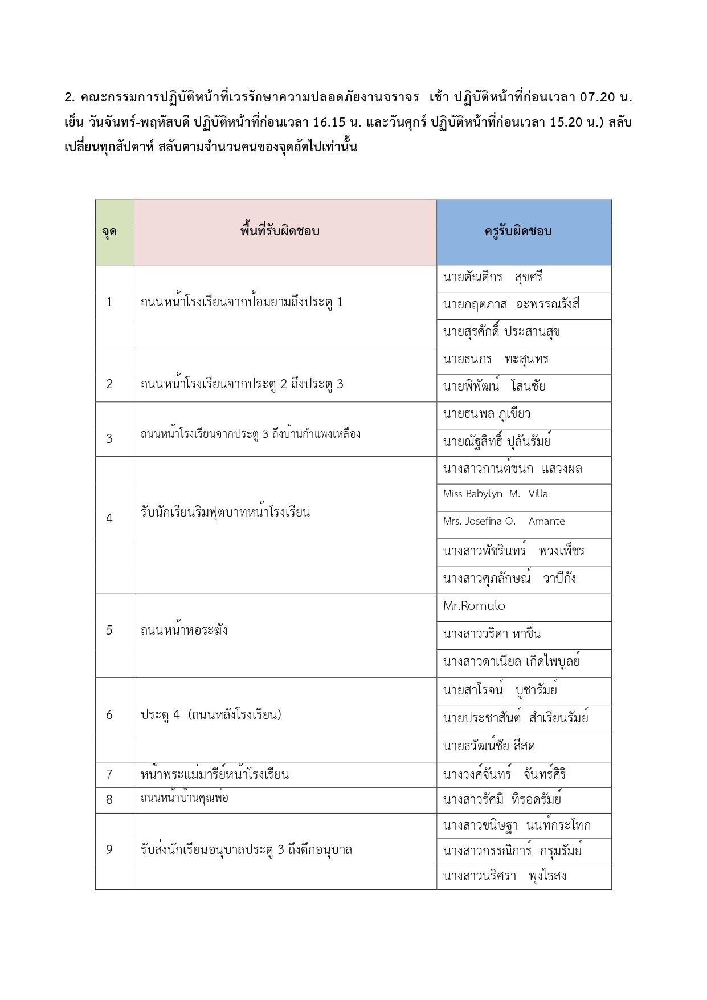 2. คณะกรรมการปฏิบัติหน้าที่เวรรักษาความปลอดภัยงานจราจร เช้า ปฏิบัติหน้าที่ก่อนเวลา 07.20 น.
เย็น วันจันทร์-พฤหัสบดี ปฏิบัติหน้าที่ก่อนเวลา 16.15 น. และวันศุกร์ ปฏิบัติหน้าที่ก่อนเวลา 15.20 น.) สลับ
เปลี่ยนทุกสัปดาห์ สลับตามจำนวนคนของจุดถัดไปเท่านั้น
จุด พื้นที่รับผิดชอบ ครูรับผิดชอบ
1 ถนนหน้าโรงเรียนจากป้อมยามถึงประตู 1
นายตัณติกร สุขศรี
นายกฤตภาส ฉะพรรณรังสี
นายสุรศักดิ์ ประสานสุข
2 ถนนหน้าโรงเรียนจากประตู 2 ถึงประตู 3
นายธนกร ทะสุนทร
นายพิพัฒน์ โสนชัย
3 ถนนหน้าโรงเรียนจากประตู 3 ถึงบ้านกำแพงเหลือง
นายธนพล ภูเขียว
นายณัฐสิทธิ์ ปุลันรัมย์
4 รับนักเรียนริมฟุตบาทหน้าโรงเรียน
นางสาวกานต์ชนก แสวงผล
Miss Babylyn M. Villa
Mrs. Josefina O. Amante
นางสาวพัชรินทร์ พวงเพ็ชร
นางสาวศุภลักษณ์ วาปีกัง
5 ถนนหน้าหอระฆัง
Mr.Romulo
นางสาววริดา หาชื่น
นางสาวดาเนียล เกิดไพบูลย์
6 ประตู 4 (ถนนหลังโรงเรียน)
นายสาโรจน์ บูชารัมย์
นายประชาสันต์ สำเรียนรัมย์
นายธวัฒน์ชัย สีสด
7 หน้าพระแม่มารีย์หน้าโรงเรียน นางวงศ์จันทร์ จันทร์ศิริ
8 ถนนหน้าบ้านคุณพ่อ นางสาวรัศมี ทิรอดรัมย์
9 รับส่งนักเรียนอนุบาลประตู 3 ถึงตึกอนุบาล
นางสาวขนิษฐา นนท์กระโทก
นางสาวกรรณิการ์ กรุมรัมย์
นางสาวนริศรา พุงไธสง